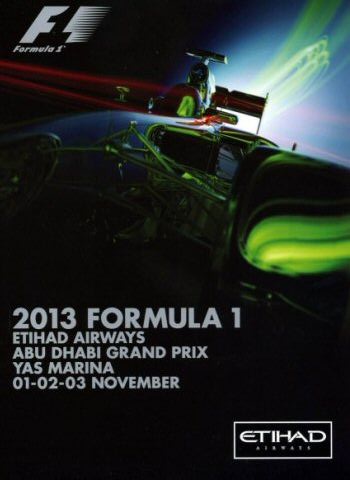 F1
Formula 1®
2013 FORMULA 1
ETIHAD AIRWAYS
ABU DHABI GRAND PRIX
YAS MARINA
01-02-03 NOVEMBER
ETIHAD
AIRWAYS